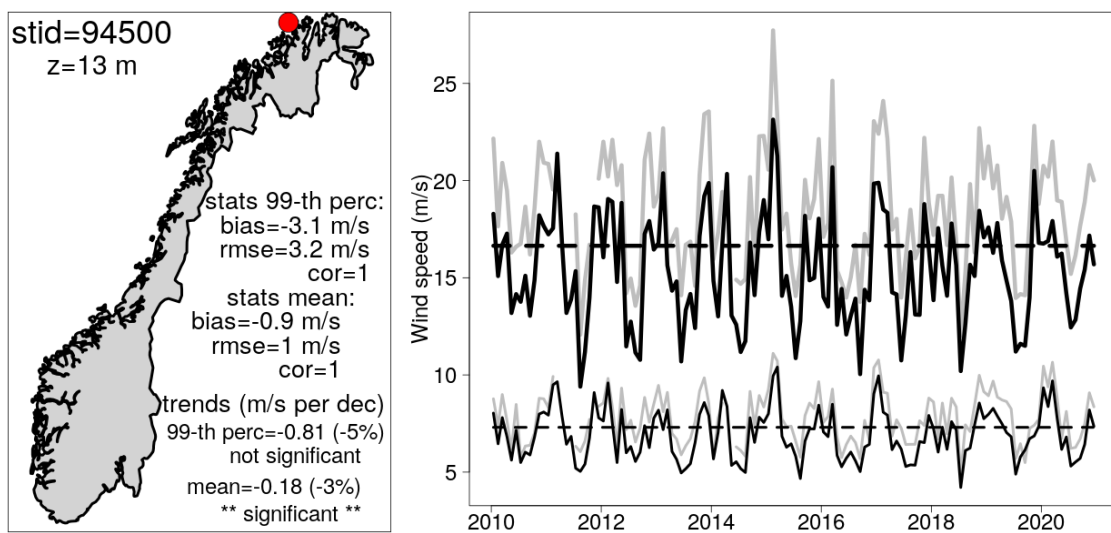 stid=94500
z=13 m
stats 99-th perc:
bias=-3.1 m/s
rmse=3.2 m/s
cor=1
stats mean:
bias=-0.9 m/s
rmse=1 m/s
cor=1
trends (m/s per dec)
99-th perc=-0.81 (-5%)
not significant
mean=-0.18 (-3%)
** significant **
Wind speed (m/s)
25
20
15
10
5
2010 2012 2014 2016 2018 2020